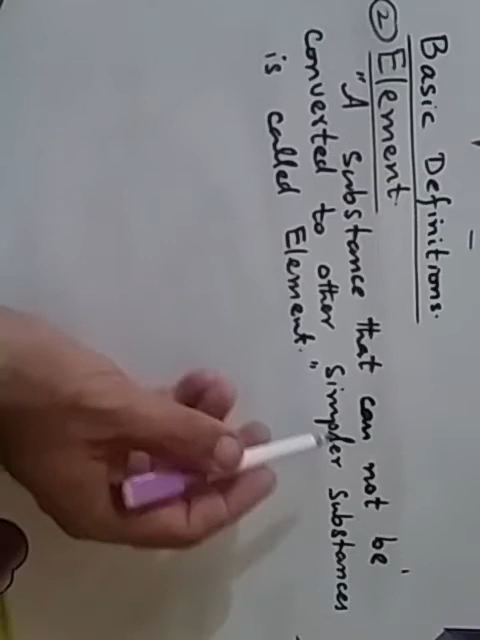 Basic Definitions.
② Element.
"A substance that can not be
converted to other simpler substances
is called Element."